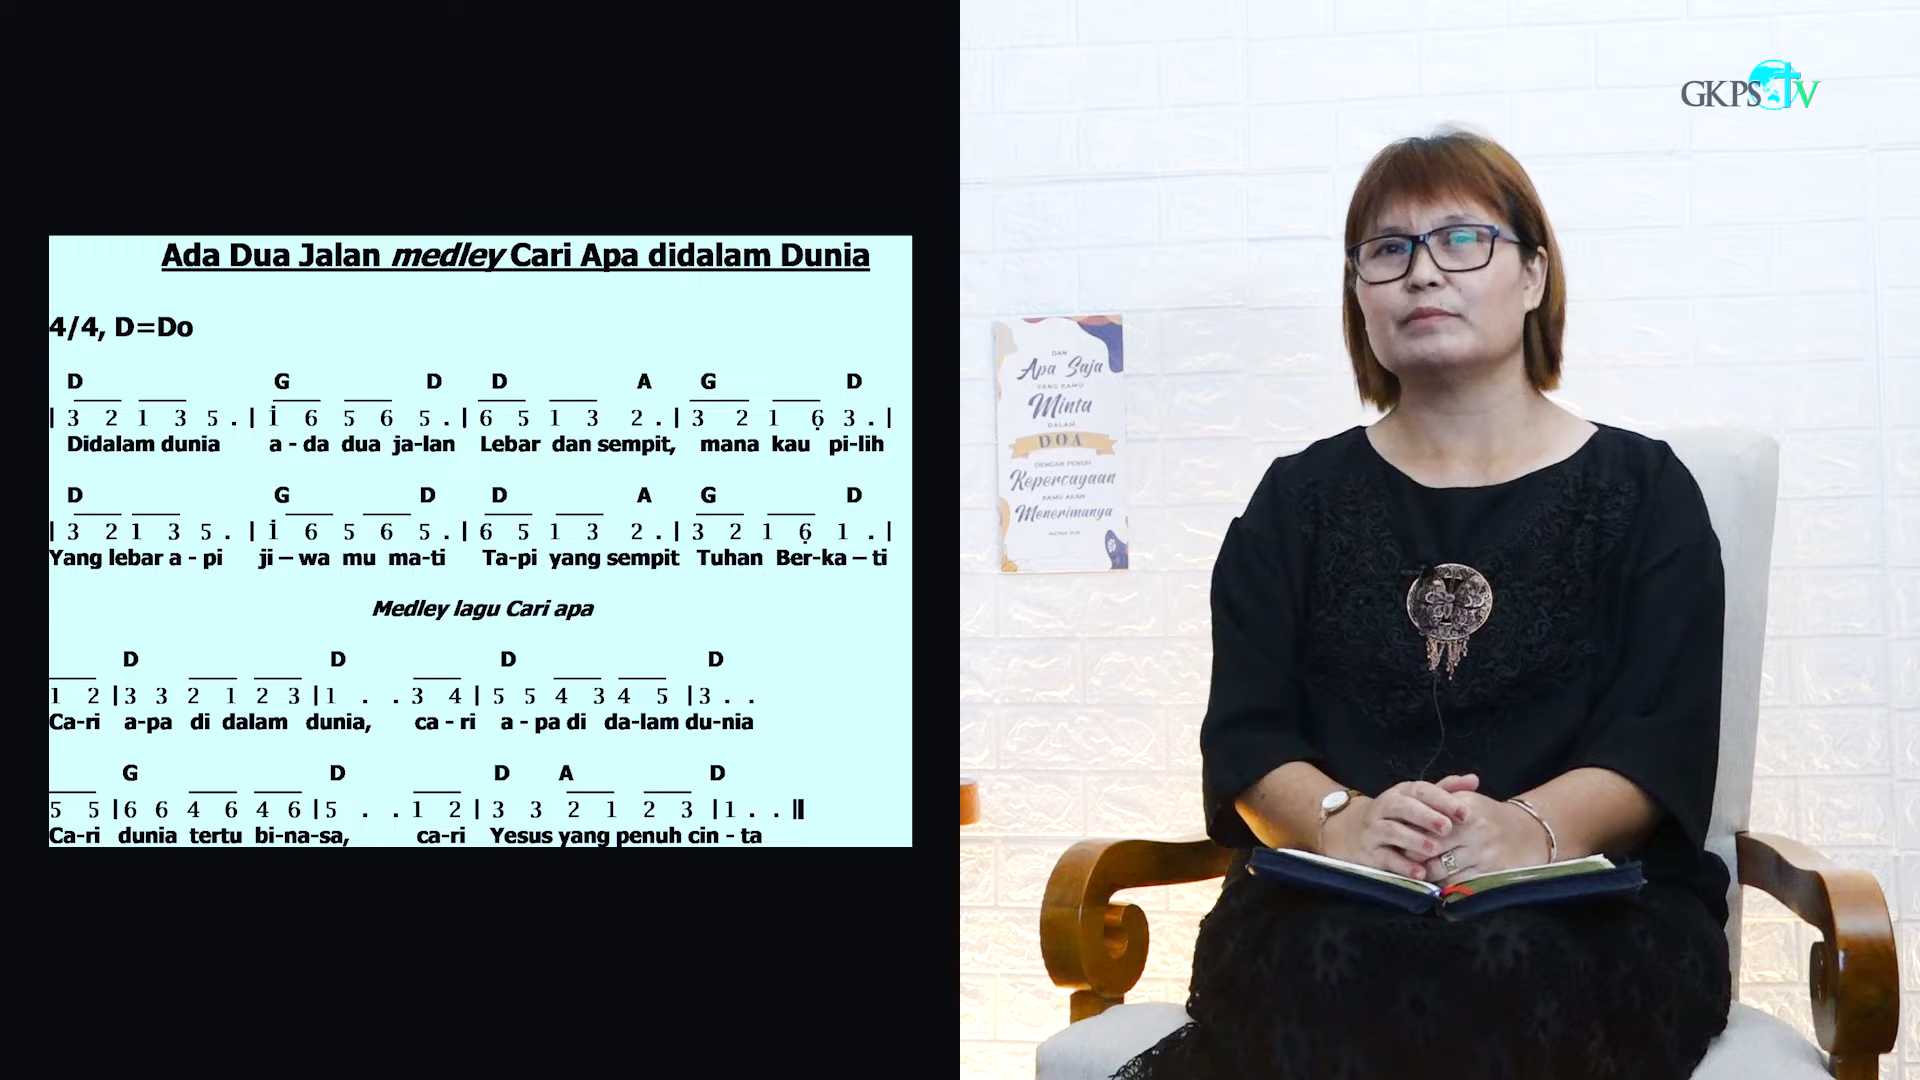 Ada Dua Jalan medley Cari Apa didalam Dunia
4/4, D=Do
D G D D A G D
| 3 2 1 3 5 . | i 6 5 6 5 . | 6 5 1 3 2 . | 3 2 1 6̣ 3 . |
Didalam dunia a - da dua ja-lan Lebar dan sempit, mana kau pi-lih
D G D D A G D
| 3 2 1 3 5 . | i 6 5 6 5 . | 6 5 1 3 2 . | 3 2 1 6̣ 1 . |
Yang lebar a - pi ji – wa mu ma-ti Ta-pi yang sempit Tuhan Ber-ka – ti
Medley lagu Cari apa
D D D D
1 2 | 3 3 2 1 2 3 | 1 . . 3 4 | 5 5 4 3 4 5 | 3 . .
Ca-ri a-pa di dalam dunia, ca - ri a - pa di da-lam du-nia
G D D A D
5 5 | 6 6 4 6 4 6 | 5 . . 1 2 | 3 3 2 1 2 3 | 1 . . ||
Ca-ri dunia tertu bi-na-sa, ca-ri Yesus yang penuh cin - ta
GKPS TV
DAN
Apa Saja
YANG KAMU
Minta
DALAM
DOA
DENGAN PENUH
Kepercayaan
KAMU AKAN
Menerimanya